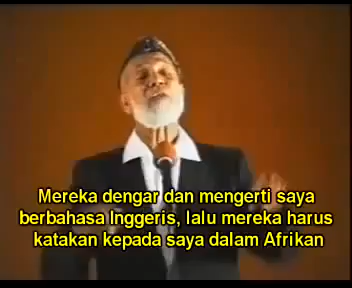 Mereka dengar dan mengerti saya
berbahasa Inggeris, lalu mereka harus
katakan kepada saya dalam Afrikan